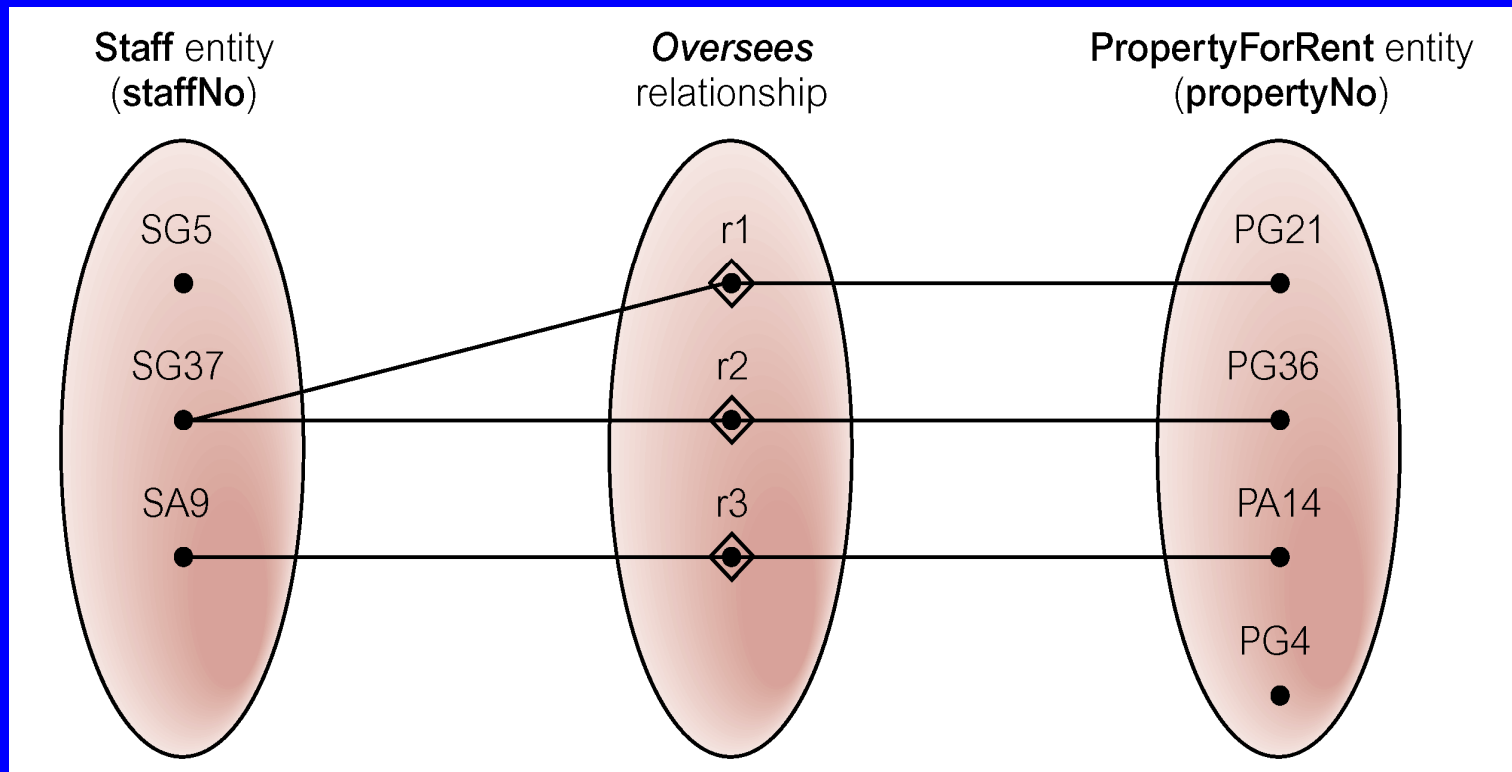 Staff entity
(staffNo)
Oversees
relationship
PropertyForRent entity
(propertyNo)
SG5
r1
PG21
SG37
r2
PG36
SA9
r3
PA14
PG4